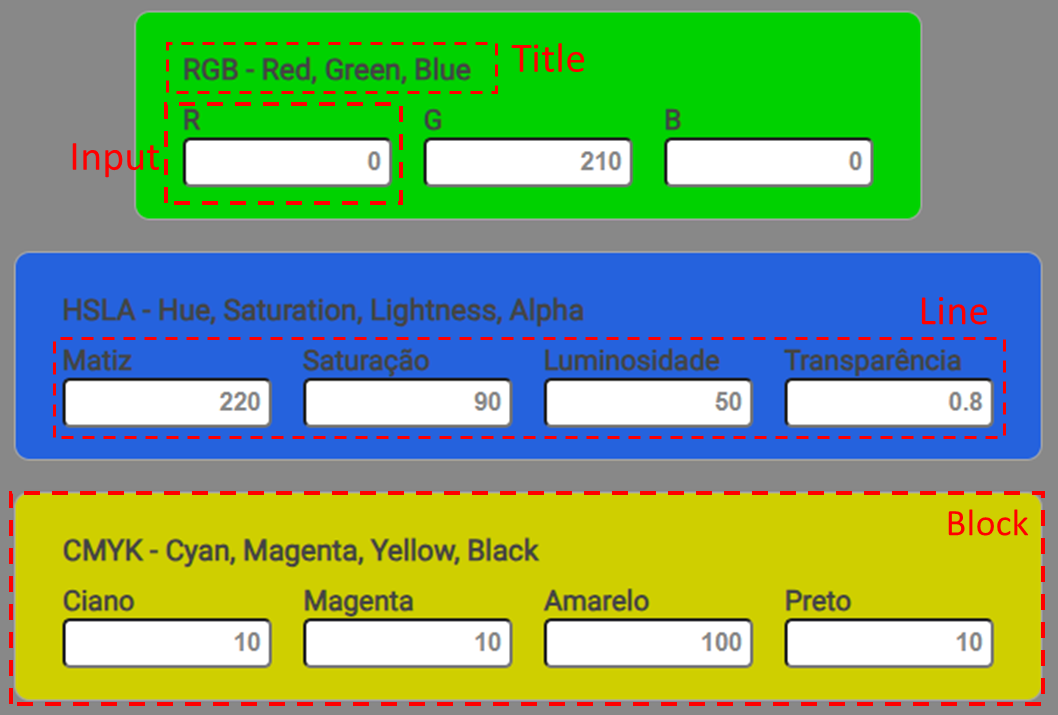 RGB - Red, Green, Blue Title
R G B
Input 0 210 0
HSLA - Hue, Saturation, Lightness, Alpha Line
Matiz Saturação Luminosidade Transparência
220 90 50 0.8
Block
CMYK - Cyan, Magenta, Yellow, Black
Ciano Magenta Amarelo Preto
10 10 100 10